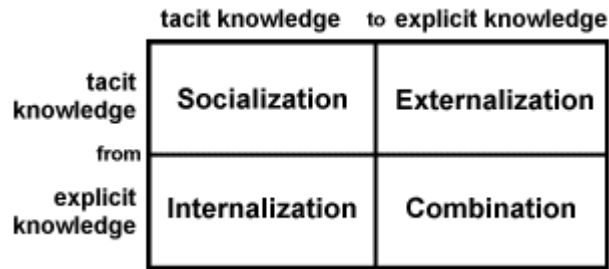 tacit knowledge to explicit knowledge
tacit
knowledge
Socialization Externalization
from
explicit
knowledge
Internalization Combination